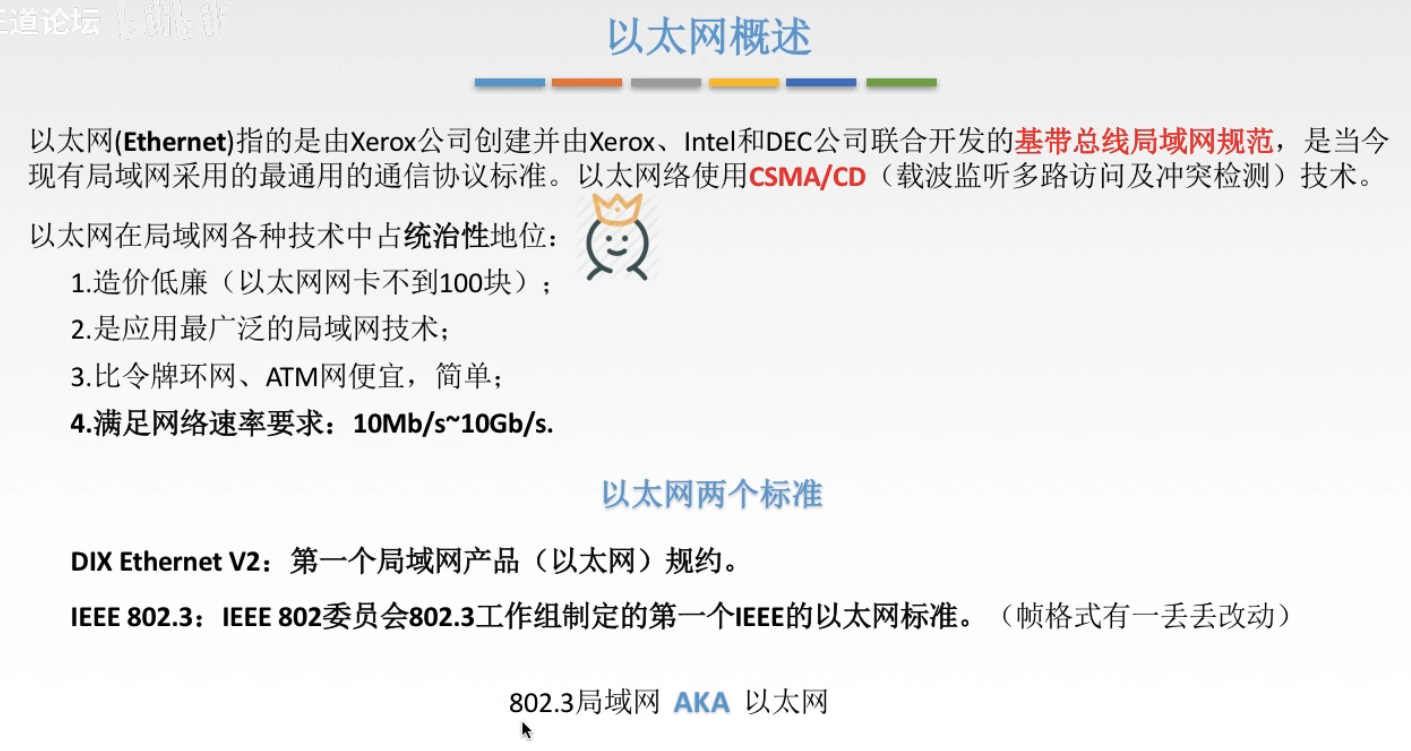 王道论坛 bilibili
以太网概述
以太网(Ethernet)指的是由Xerox公司创建并由Xerox、Intel和DEC公司联合开发的基带总线局域网规范，是当今
现有局域网采用的最通用的通信协议标准。以太网络使用CSMA/CD（载波监听多路访问及冲突检测）技术。
以太网在局域网各种技术中占统治性地位：
1.造价低廉（以太网网卡不到100块）；
2.是应用最广泛的局域网技术；
3.比令牌环网、ATM网便宜，简单；
4.满足网络速率要求：10Mb/s~10Gb/s.
以太网两个标准
DIX Ethernet V2：第一个局域网产品（以太网）规约。
IEEE 802.3：IEEE 802委员会802.3工作组制定的第一个IEEE的以太网标准。（帧格式有一丢丢改动）
802.3局域网 AKA 以太网